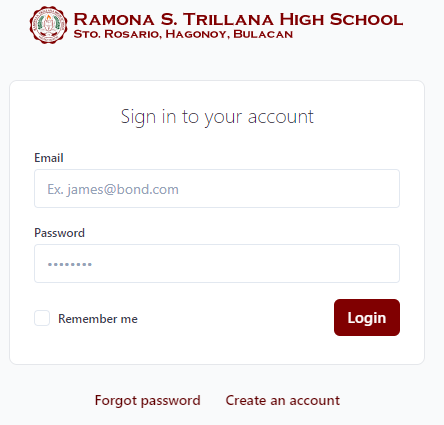 Ramona S. Trillana High School
Sto. Rosario, Hagonoy, Bulacan
Sign in to your account
Email
Ex. james@bond.com
Password
••••••••
Remember me
Login
Forgot password
Create an account